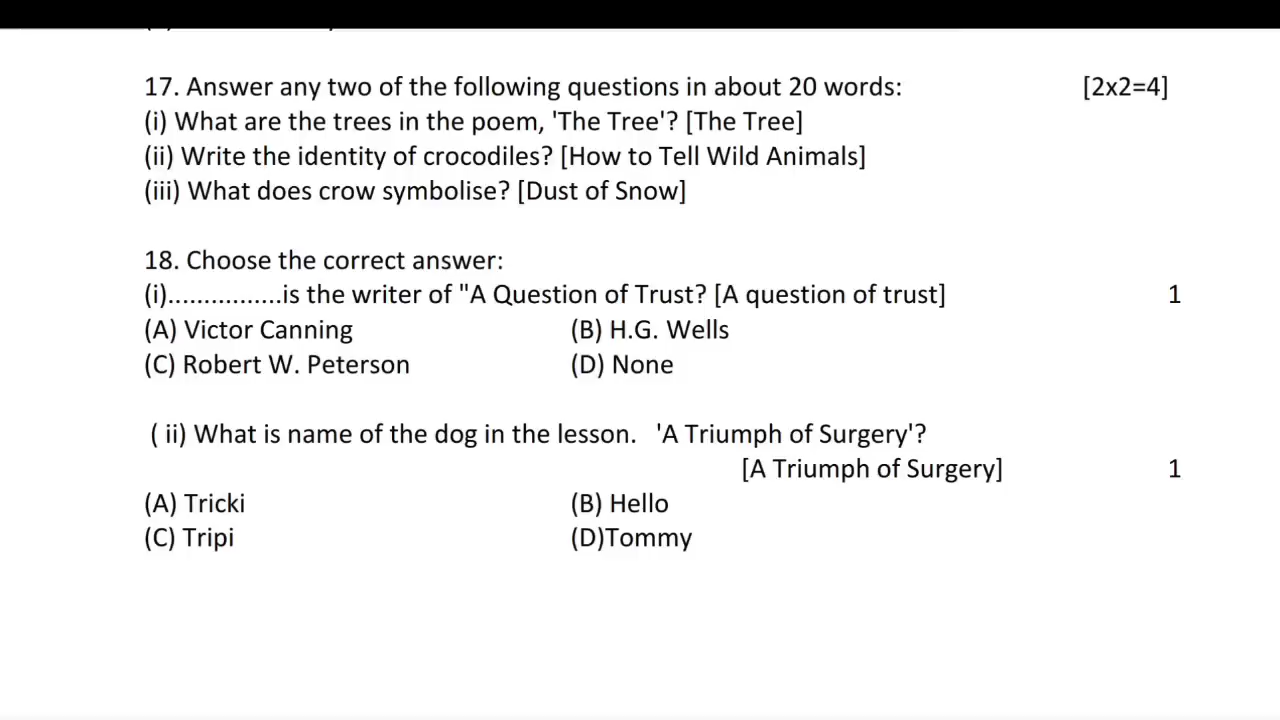 17. Answer any two of the following questions in about 20 words: [2x2=4]
(i) What are the trees in the poem, 'The Tree'? [The Tree]
(ii) Write the identity of crocodiles? [How to Tell Wild Animals]
(iii) What does crow symbolise? [Dust of Snow]
18. Choose the correct answer:
(i)................is the writer of "A Question of Trust? [A question of trust] 1
(A) Victor Canning (B) H.G. Wells
(C) Robert W. Peterson (D) None
( ii) What is name of the dog in the lesson. 'A Triumph of Surgery'?
[A Triumph of Surgery] 1
(A) Tricki (B) Hello
(C) Tripi (D)Tommy